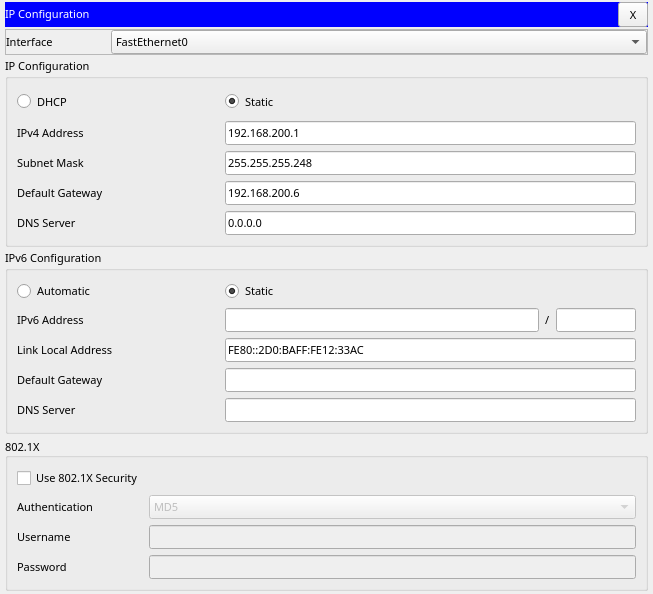 IP Configuration X
Interface FastEthernet0
IP Configuration
DHCP Static
IPv4 Address 192.168.200.1
Subnet Mask 255.255.255.248
Default Gateway 192.168.200.6
DNS Server 0.0.0.0
IPv6 Configuration
Automatic Static
IPv6 Address /
Link Local Address FE80::2D0:BAFF:FE12:33AC
Default Gateway
DNS Server
802.1X
Use 802.1X Security
Authentication MD5
Username
Password